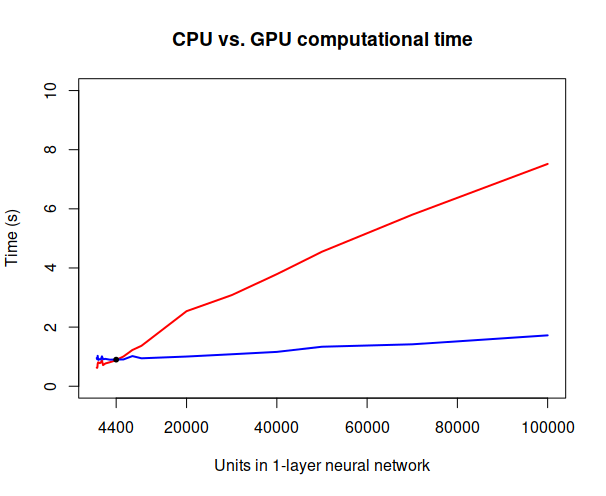 CPU vs. GPU computational time
10
8
6
4
2
0
Time (s)
4400 20000 40000 60000 80000 100000
Units in 1-layer neural network